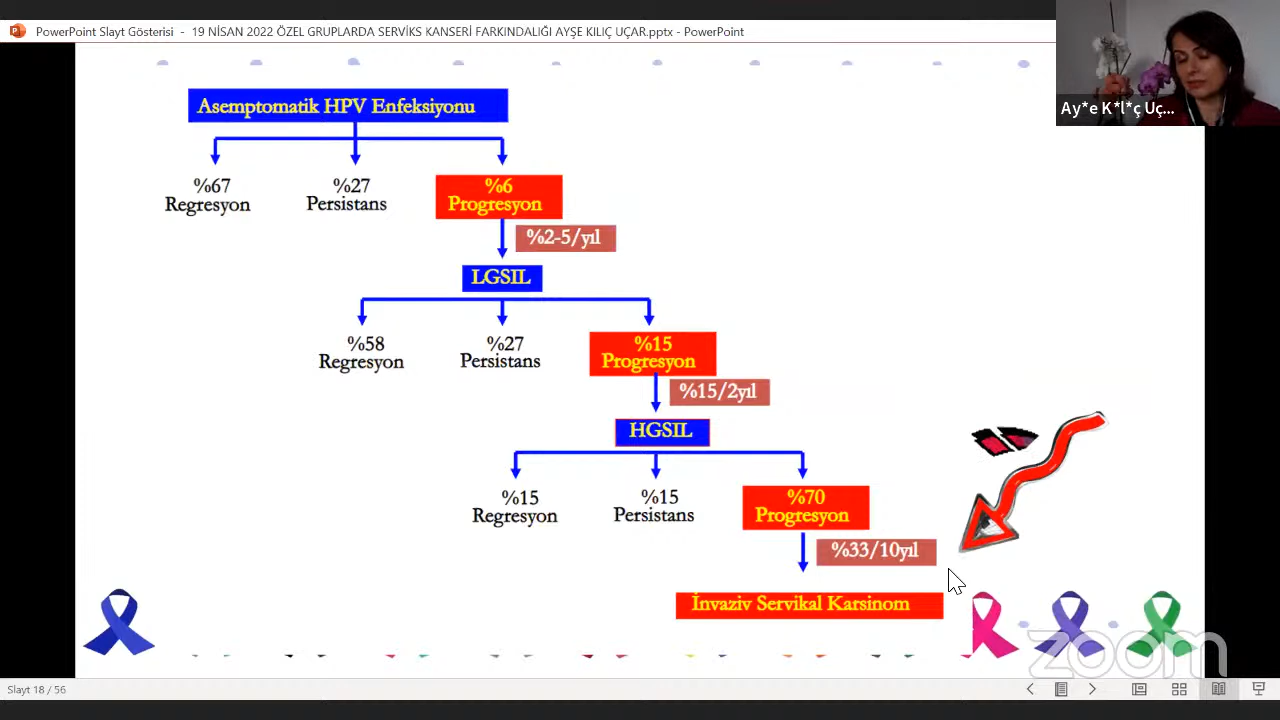 PowerPoint Slayt Gösterisi - 19 NİSAN 2022 ÖZEL GRUPLARDA SERVİKS KANSERİ FARKINDALIĞI AYŞE KILIÇ UÇAR.pptx - PowerPoint
Ay*e K*l*ç Uç...
Asemptomatik HPV Enfeksiyonu
%67 Regresyon
%27 Persistans
%6 Progresyon
%2-5/yıl
LGSIL
%58 Regresyon
%27 Persistans
%15 Progresyon
%15/2yıl
HGSIL
%15 Regresyon
%15 Persistans
%70 Progresyon
%33/10yıl
İnvaziv Servikal Karsinom
zoom
Slayt 18 / 56